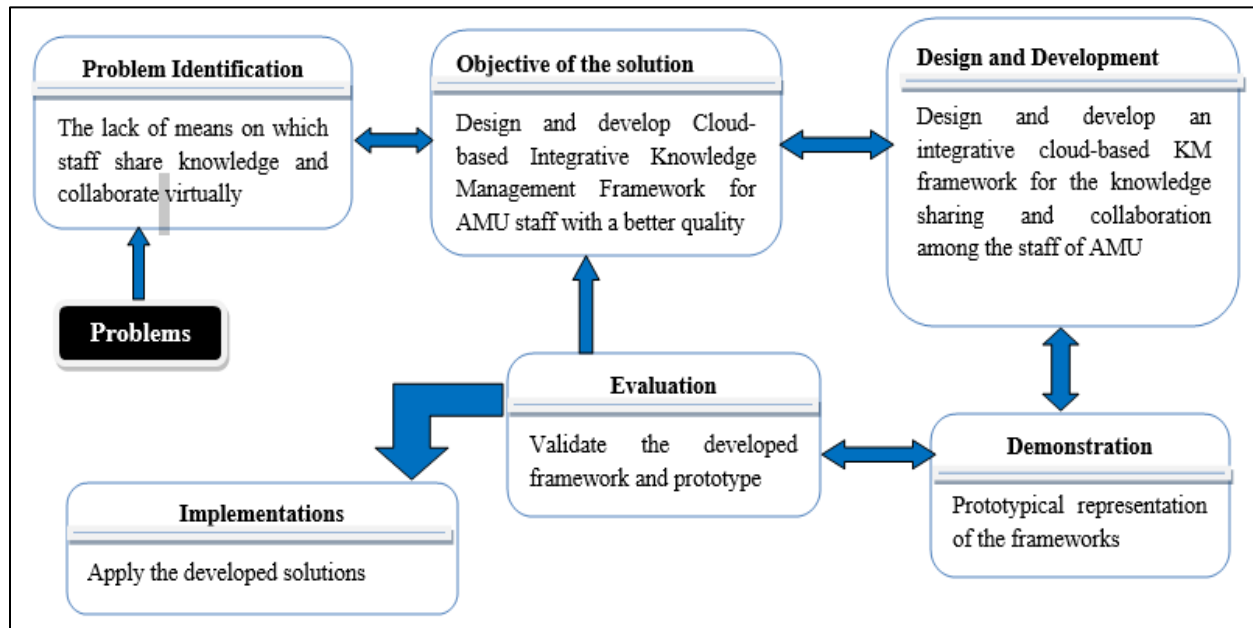 Problem Identification
The lack of means on which
staff share knowledge and
collaborate virtually
Problems
Objective of the solution
Design and develop Cloud-
based Integrative Knowledge
Management Framework for
AMU staff with a better quality
Design and Development
Design and develop an
integrative cloud-based KM
framework for the knowledge
sharing and collaboration
among the staff of AMU
Evaluation
Validate the developed
framework and prototype
Demonstration
Prototypical representation
of the frameworks
Implementations
Apply the developed solutions